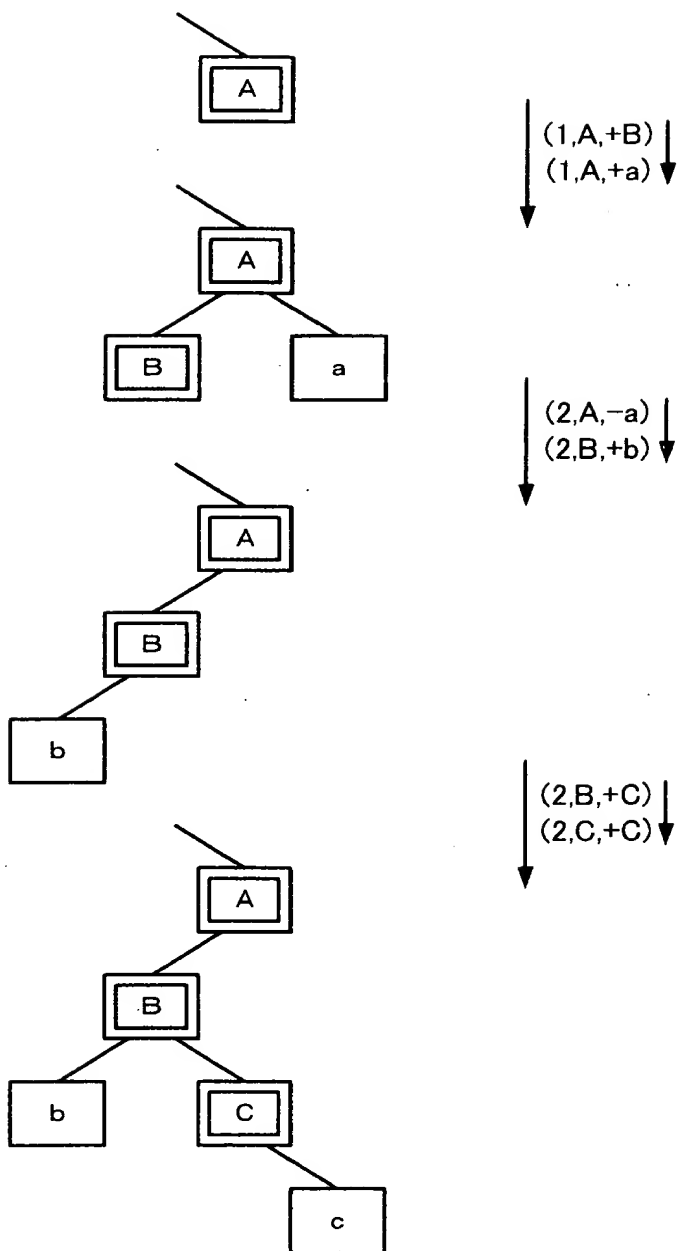 A
(1,A,+B)
(1,A,+a)
A
B a
(2,A,−a)
(2,B,+b)
A
B
b
(2,B,+C)
(2,C,+C)
A
B
b C
c